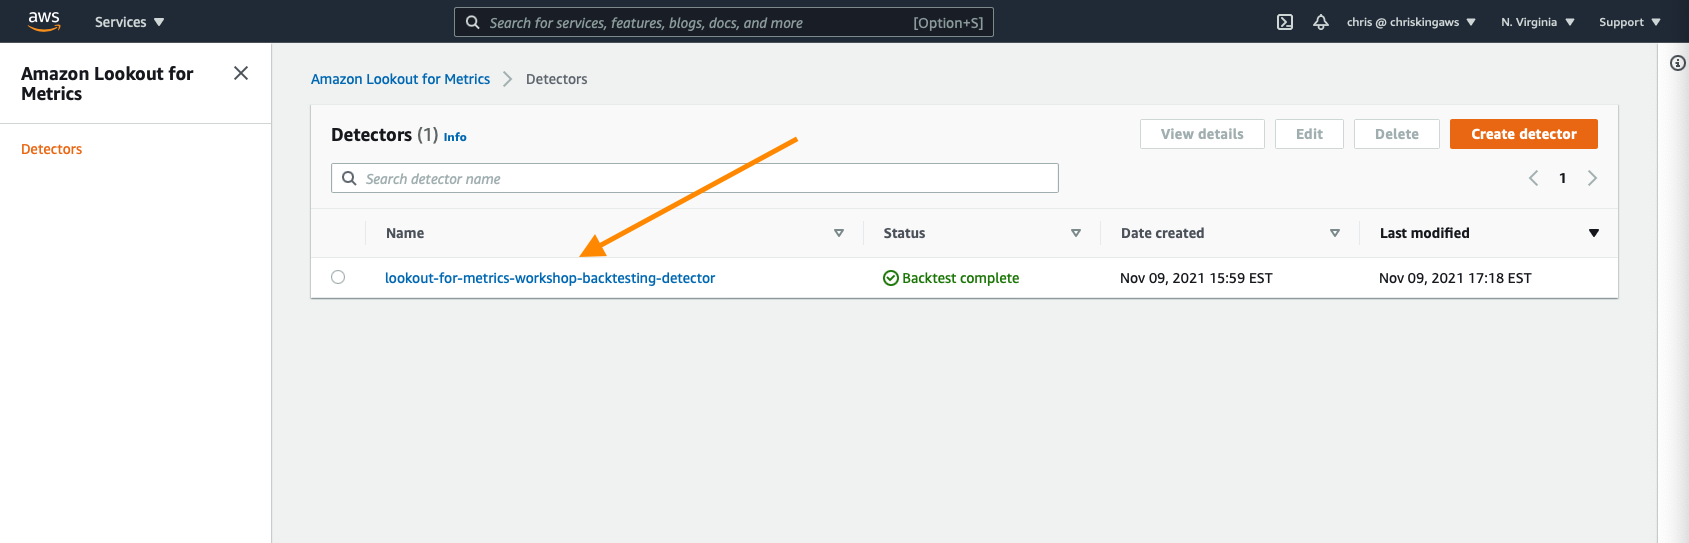 aws Services Search for services, features, blogs, docs, and more [Option+S] chris @ chriskingaws N. Virginia Support
Amazon Lookout for
Metrics
Detectors
Amazon Lookout for Metrics Detectors
Detectors (1) Info View details Edit Delete Create detector
Search detector name 1
Name Status Date created Last modified
lookout-for-metrics-workshop-backtesting-detector Backtest complete Nov 09, 2021 15:59 EST Nov 09, 2021 17:18 EST